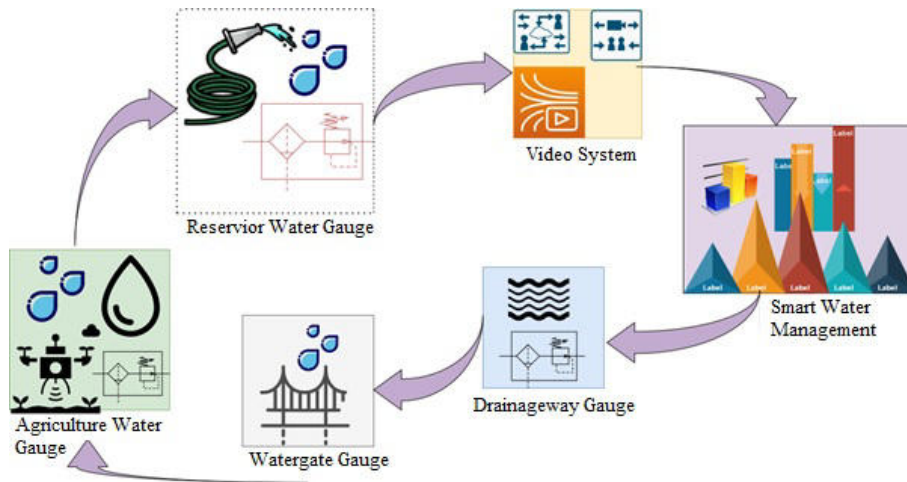 Reservior Water Gauge
Video System
Label
Label
Label
Label
Label
Label
Label
Label
Label
Smart Water
Management
Drainageway Gauge
Watergate Gauge
Agriculture Water
Gauge